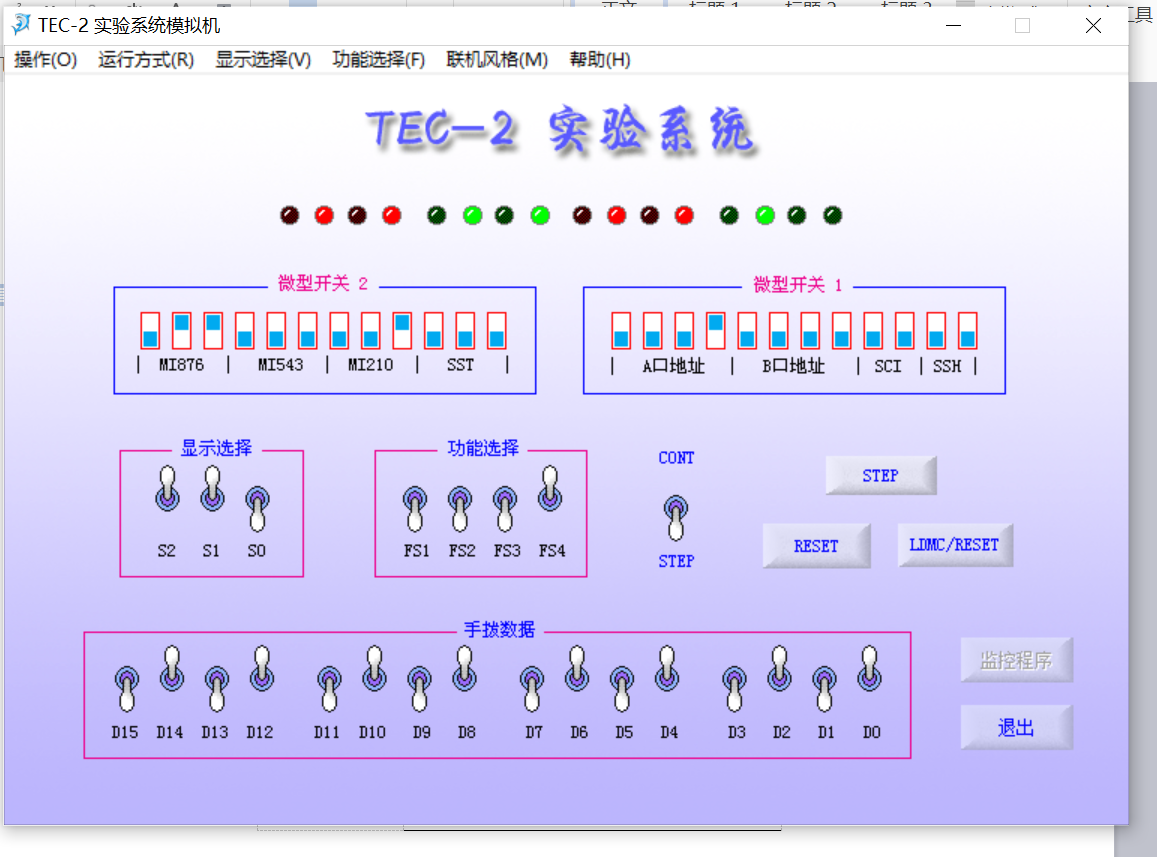 TEC-2 实验系统模拟机
操作(O) 运行方式(R) 显示选择(V) 功能选择(F) 联机风格(M) 帮助(H)
TEC-2 实验系统
微型开关 2 微型开关 1
| MI876 | MI543 | MI210 | SST | | A口地址 | B口地址 | SCI | SSH |
显示选择 功能选择 CONT
STEP
S2 S1 S0 FS1 FS2 FS3 FS4 STEP RESET LDMC/RESET
手拨数据
监控程序
D15 D14 D13 D12 D11 D10 D9 D8 D7 D6 D5 D4 D3 D2 D1 D0 退出